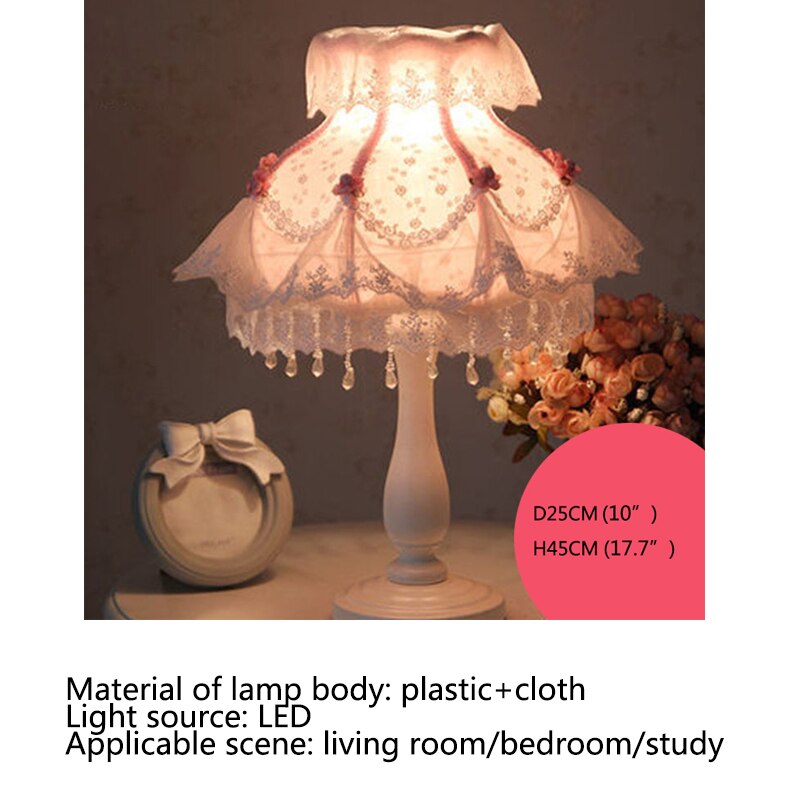 D25CM (10”)
H45CM (17.7”)
Material of lamp body: plastic+cloth
Light source: LED
Applicable scene: living room/bedroom/study